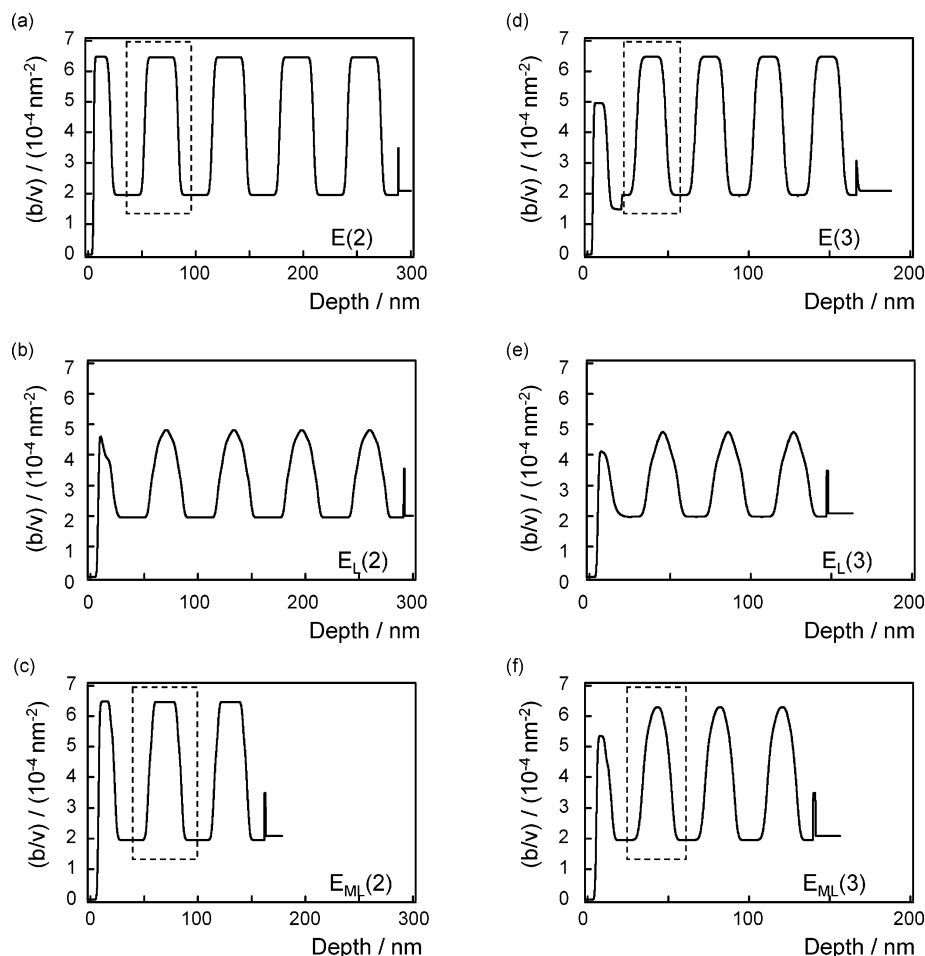 (a)
(b/v) / (10⁻⁴ nm⁻²)
7
6
5
4
3
2
1
0
E(2)
0 100 200 300
Depth / nm
(d)
(b/v) / (10⁻⁴ nm⁻²)
7
6
5
4
3
2
1
0
E(3)
0 100 200
Depth / nm
(b)
(b/v) / (10⁻⁴ nm⁻²)
7
6
5
4
3
2
1
0
E_L(2)
0 100 200 300
Depth / nm
(e)
(b/v) / (10⁻⁴ nm⁻²)
7
6
5
4
3
2
1
0
E_L(3)
0 100 200
Depth / nm
(c)
(b/v) / (10⁻⁴ nm⁻²)
7
6
5
4
3
2
1
0
E_ML(2)
0 100 200 300
Depth / nm
(f)
(b/v) / (10⁻⁴ nm⁻²)
7
6
5
4
3
2
1
0
E_ML(3)
0 100 200
Depth / nm